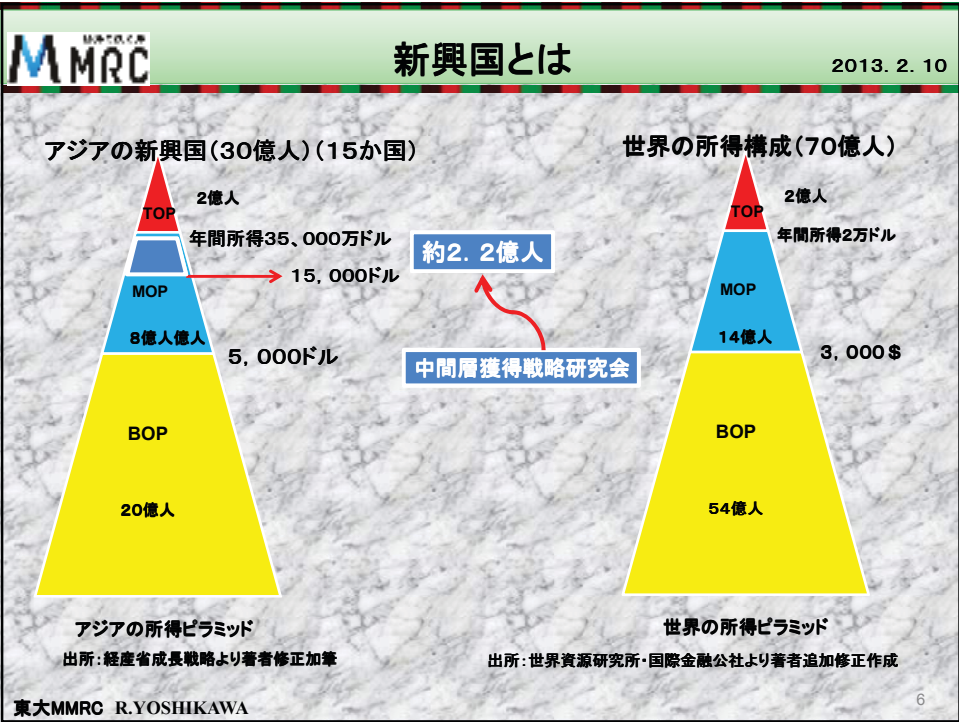 MMRC
新興国とは
2013. 2. 10
アジアの新興国(30億人)(15か国)
TOP
2億人
年間所得35、000万ドル
15, 000ドル
MOP
8億人億人
5, 000ドル
BOP
20億人
アジアの所得ピラミッド
出所:経産省成長戦略より著者修正加筆
約2. 2億人
中間層獲得戦略研究会
世界の所得構成(70億人)
TOP
2億人
年間所得2万ドル
MOP
14億人
3, 000$
BOP
54億人
世界の所得ピラミッド
出所:世界資源研究所・国際金融公社より著者追加修正作成
東大MMRC R.YOSHIKAWA
6